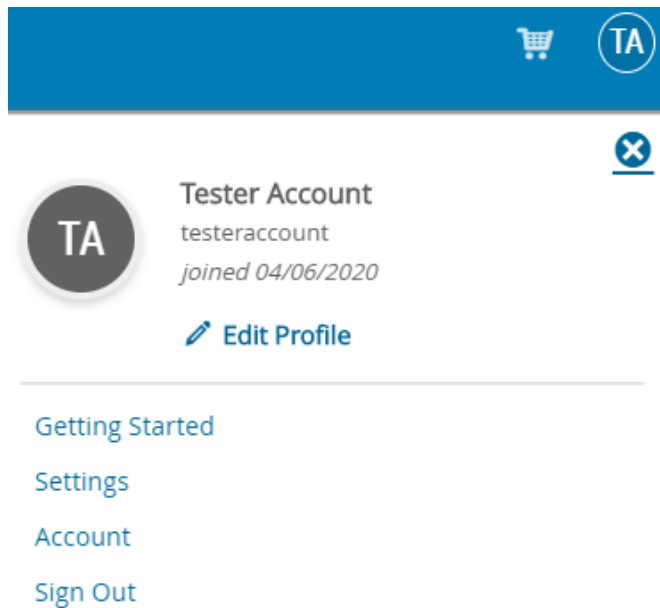 TA
TA
Tester Account
testeraccount
joined 04/06/2020
Edit Profile
Getting Started
Settings
Account
Sign Out